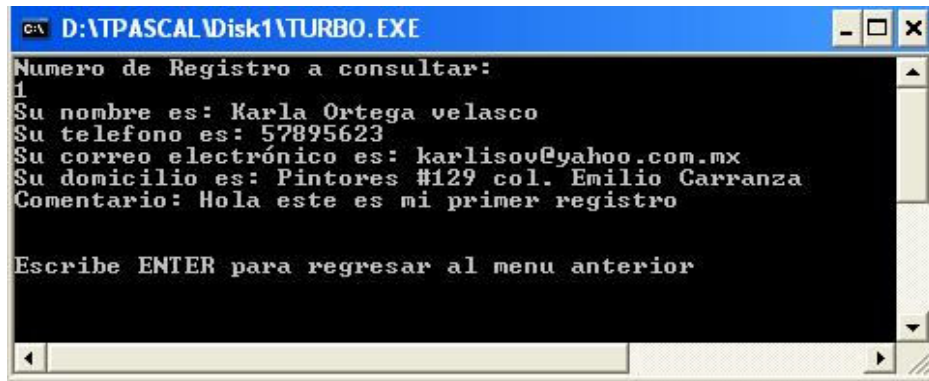 D:\TPASCAL\Disk1\TURBO.EXE
Numero de Registro a consultar:
1
Su nombre es: Karla Ortega velasco
Su telefono es: 57895623
Su correo electrónico es: karlisov@yahoo.com.mx
Su domicilio es: Pintores #129 col. Emilio Carranza
Comentario: Hola este es mi primer registro
Escribe ENTER para regresar al menu anterior